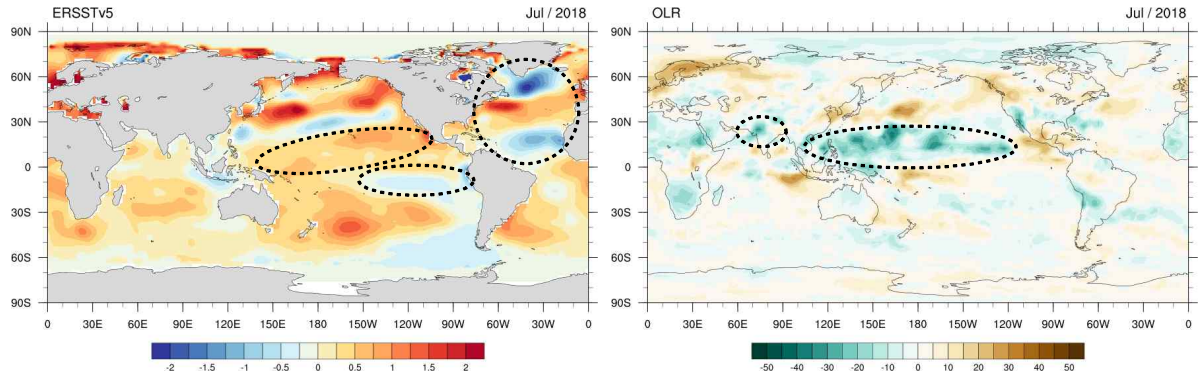 ERSSTv5 Jul / 2018
90N
60N
30N
0
30S
60S
90S
0 30E 60E 90E 120E 150E 180 150W 120W 90W 60W 30W 0
-2 -1.5 -1 -0.5 0 0.5 1 1.5 2
OLR Jul / 2018
90N
60N
30N
0
30S
60S
90S
0 30E 60E 90E 120E 150E 180 150W 120W 90W 60W 30W 0
-50 -40 -30 -20 -10 0 10 20 30 40 50